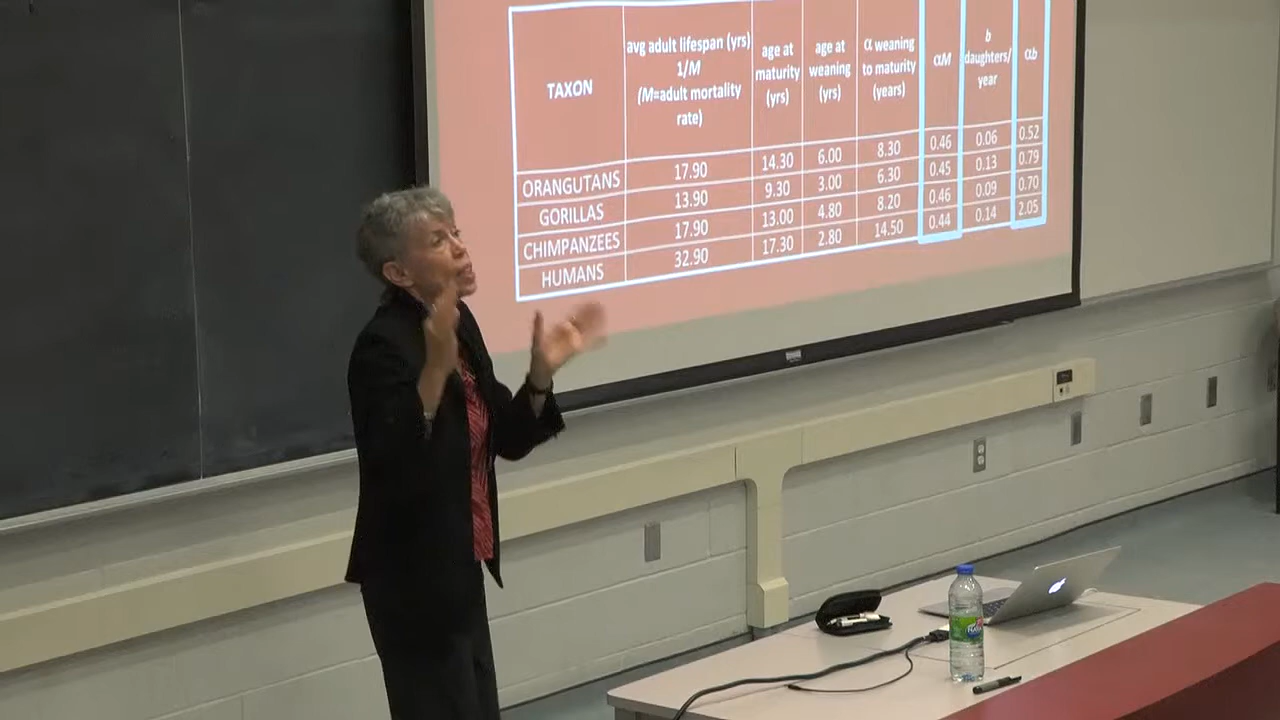 TAXON
avg adult lifespan (yrs)
1/M
(M=adult mortality
rate)
age at
maturity
(yrs)
age at
weaning
(yrs)
α weaning
to maturity
(years)
αM
b
daughters/
year
αb
ORANGUTANS 17.90 14.30 6.00 8.30 0.46 0.06 0.52
GORILLAS 13.90 9.30 3.00 6.30 0.45 0.13 0.79
CHIMPANZEES 17.90 13.00 4.80 8.20 0.46 0.09 0.70
HUMANS 32.90 17.30 2.80 14.50 0.44 0.14 2.05